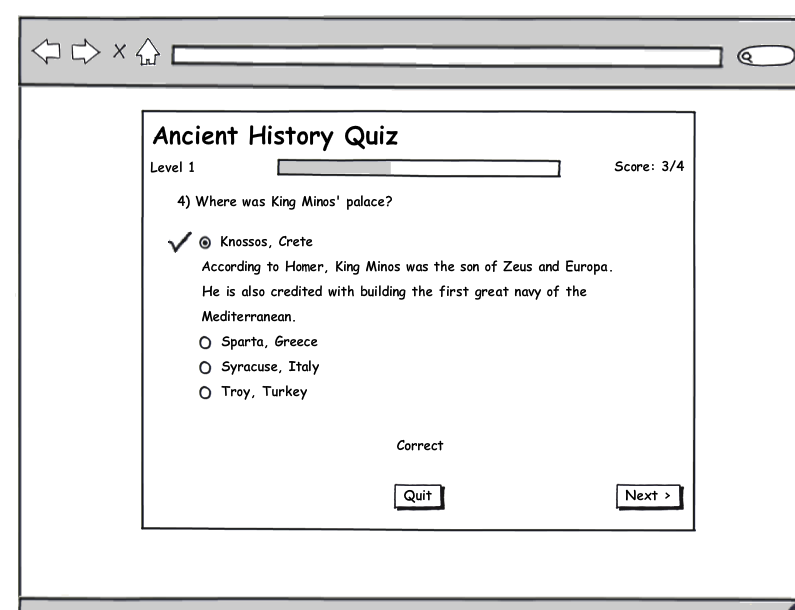 Ancient History Quiz
Level 1
Score: 3/4
4) Where was King Minos' palace?
Knossos, Crete
According to Homer, King Minos was the son of Zeus and Europa.
He is also credited with building the first great navy of the
Mediterranean.
Sparta, Greece
Syracuse, Italy
Troy, Turkey
Correct
Quit
Next >